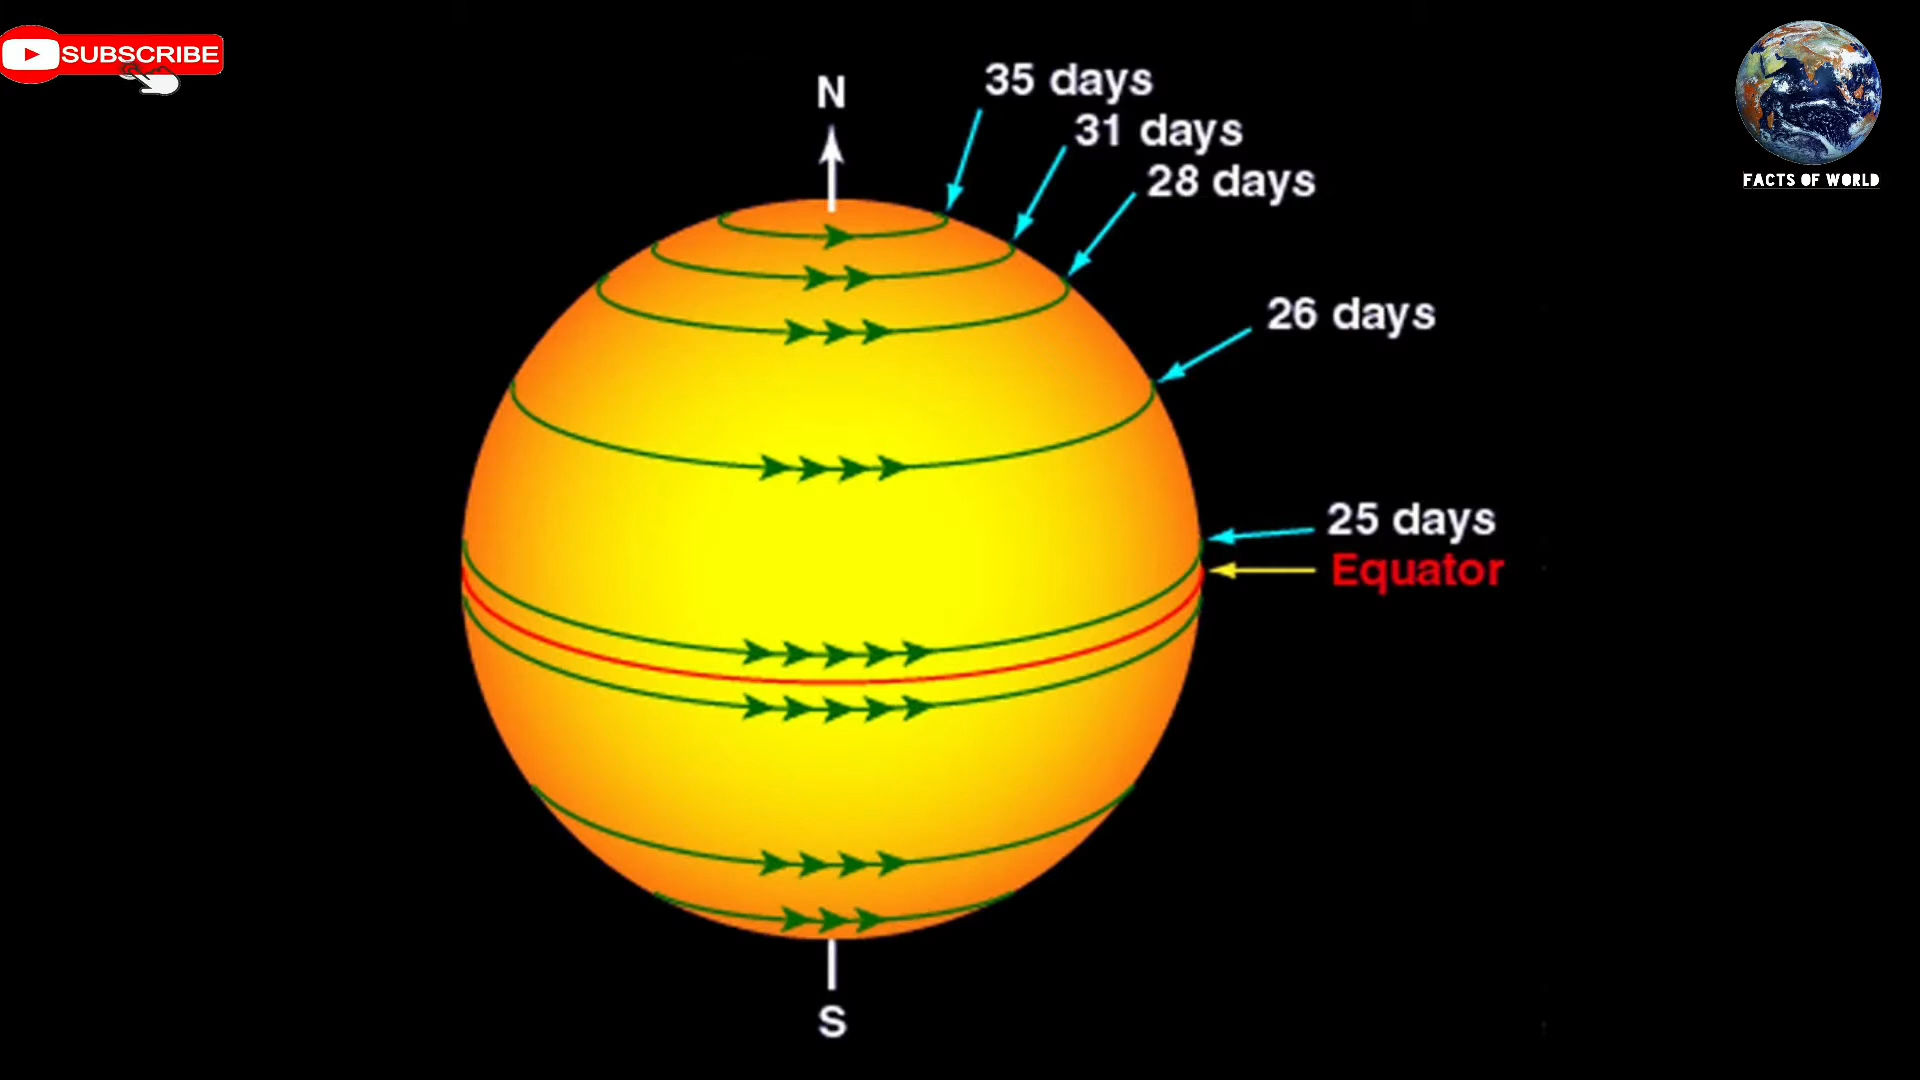 SUBSCRIBE
N
35 days
31 days
28 days
26 days
25 days
Equator
S
FACTS OF WORLD